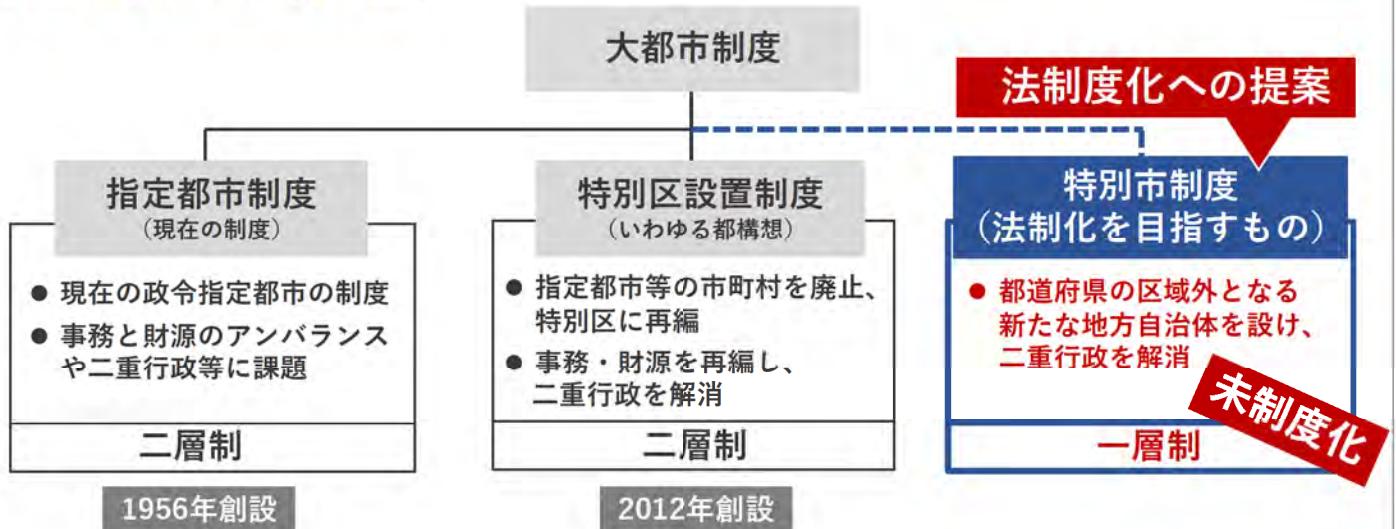 大都市制度
法制度化への提案
指定都市制度
（現在の制度）
● 現在の政令指定都市の制度
● 事務と財源のアンバランス
や二重行政等に課題
二層制
1956年創設
特別区設置制度
（いわゆる都構想）
● 指定都市等の市町村を廃止、
特別区に再編
● 事務・財源を再編し、
二重行政を解消
二層制
2012年創設
特別市制度
（法制化を目指すもの）
● 都道府県の区域外となる
新たな地方自治体を設け、
二重行政を解消
未制度化
一層制